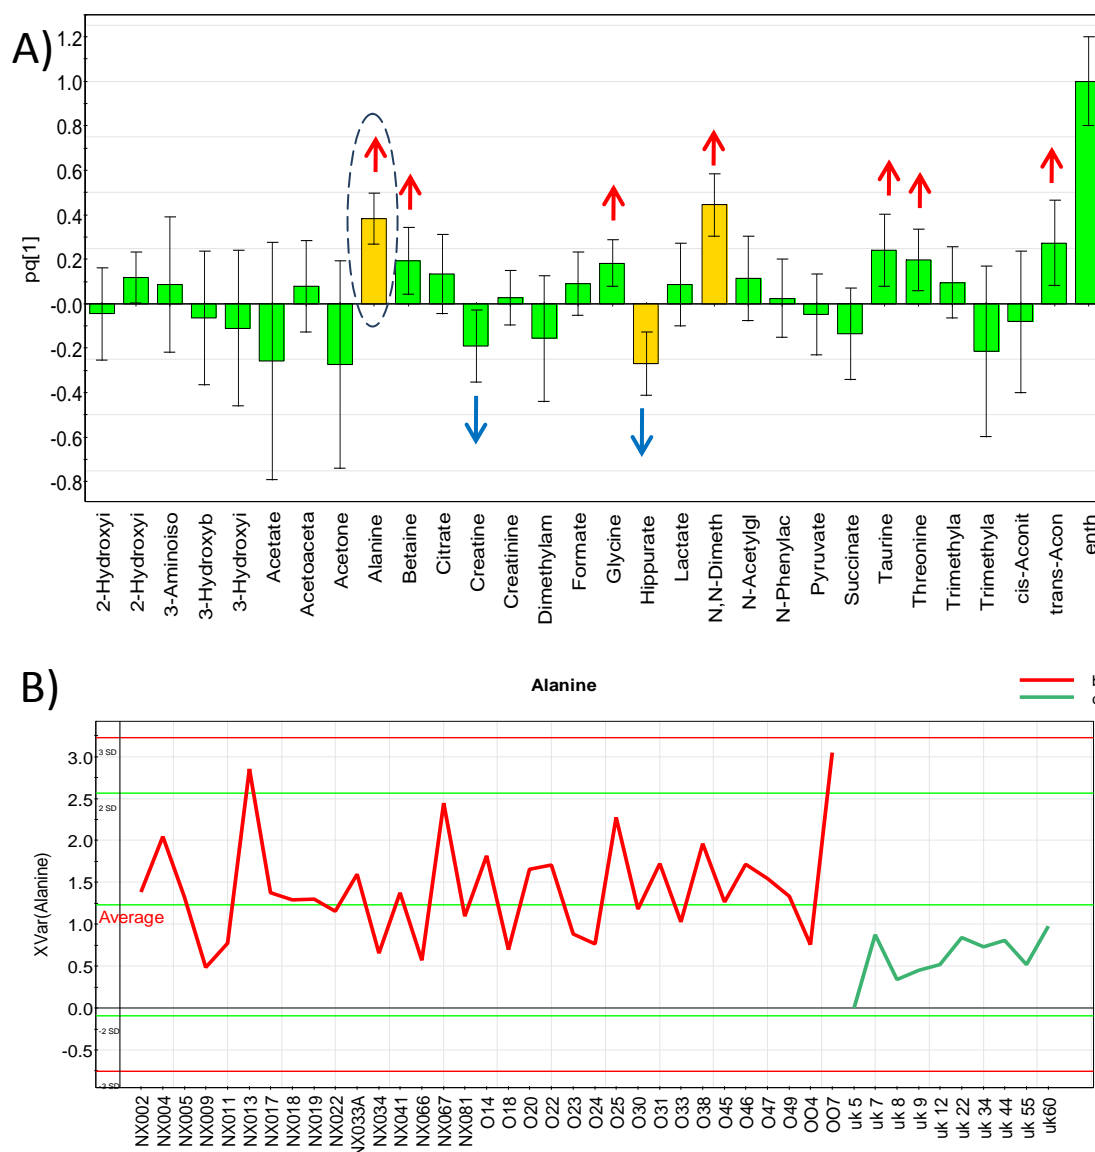 A)
pq[1]
1.2
1.0
0.8
0.6
0.4
0.2
-0.0
-0.2
-0.4
-0.6
-0.8
2-Hydroxyi
2-Hydroxyi
3-Aminoiso
3-Hydroxyb
3-Hydroxyi
Acetate
Acetoaceta
Acetone
Alanine
Betaine
Citrate
Creatine
Creatinine
Dimethylam
Formate
Glycine
Hippurate
Lactate
N,N-Dimeth
N-Acetylgl
N-Phenylac
Pyruvate
Succinate
Taurine
Threonine
Trimethyla
Trimethyla
cis-Aconit
trans-Acon
enth
B)
Alanine
XVar(Alanine)
3.0
2.5
2.0
1.5
1.0
0.5
0.0
-0.5
3 SD
2 SD
Average
-2 SD
-3 SD
NX002
NX004
NX005
NX009
NX011
NX013
NX017
NX018
NX019
NX022
NX033A
NX034
NX041
NX066
NX067
NX081
O14
O18
O20
O22
O23
O24
O25
O30
O31
O33
O38
O45
O46
O47
O49
OO4
OO7
uk 5
uk 7
uk 8
uk 9
uk 12
uk 22
uk 34
uk 44
uk 55
uk60